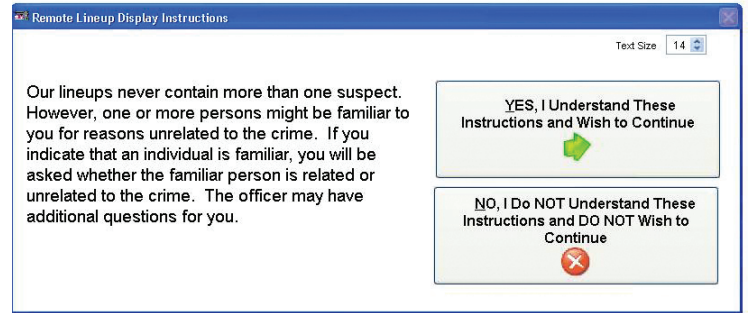 Remote Lineup Display Instructions
Text Size 14
Our lineups never contain more than one suspect.
However, one or more persons might be familiar to
you for reasons unrelated to the crime. If you
indicate that an individual is familiar, you will be
asked whether the familiar person is related or
unrelated to the crime. The officer may have
additional questions for you.
YES, I Understand These
Instructions and Wish to Continue
NO, I Do NOT Understand These
Instructions and DO NOT Wish to
Continue